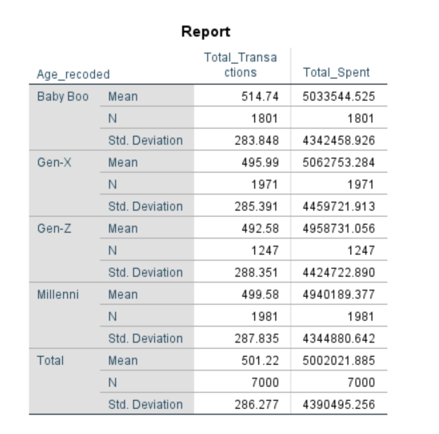 Report
Age_recoded Total_Transa
ctions Total_Spent
Baby Boo Mean 514.74 5033544.525
N 1801 1801
Std. Deviation 283.848 4342458.926
Gen-X Mean 495.99 5062753.284
N 1971 1971
Std. Deviation 285.391 4459721.913
Gen-Z Mean 492.58 4958731.056
N 1247 1247
Std. Deviation 288.351 4424722.890
Millenni Mean 499.58 4940189.377
N 1981 1981
Std. Deviation 287.835 4344880.642
Total Mean 501.22 5002021.885
N 7000 7000
Std. Deviation 286.277 4390495.256